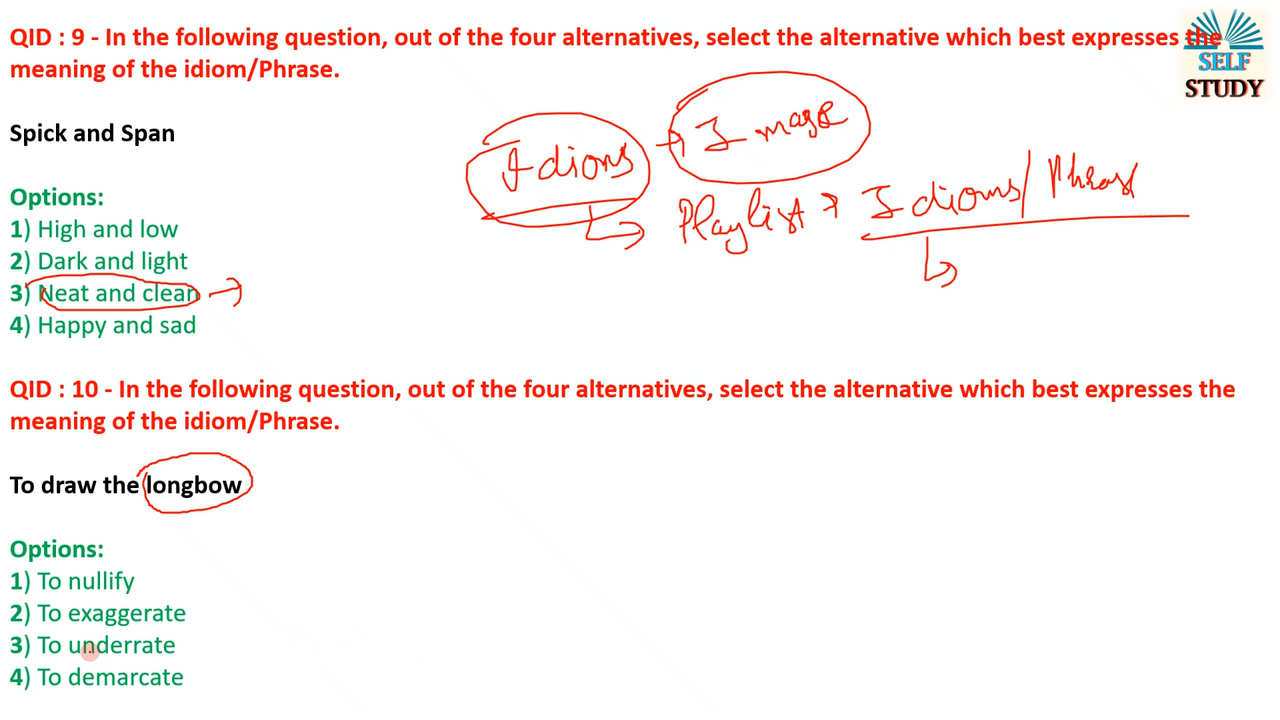 QID : 9 - In the following question, out of the four alternatives, select the alternative which best expresses the
meaning of the idiom/Phrase.
SELF
STUDY
Spick and Span
Idioms → Image
Playlist → Idioms/Phrase
Options:
1) High and low
2) Dark and light
3) Neat and clean →
4) Happy and sad
QID : 10 - In the following question, out of the four alternatives, select the alternative which best expresses the
meaning of the idiom/Phrase.
To draw the longbow
Options:
1) To nullify
2) To exaggerate
3) To underrate
4) To demarcate